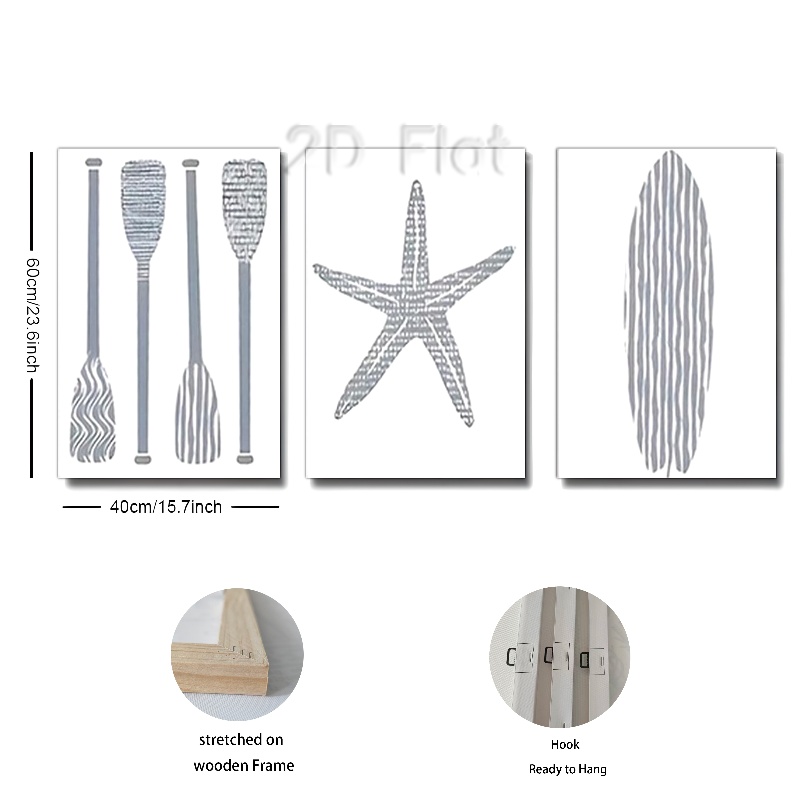 2D Flat
60cm/23.6inch
40cm/15.7inch
stretched on
wooden Frame
Hook
Ready to Hang